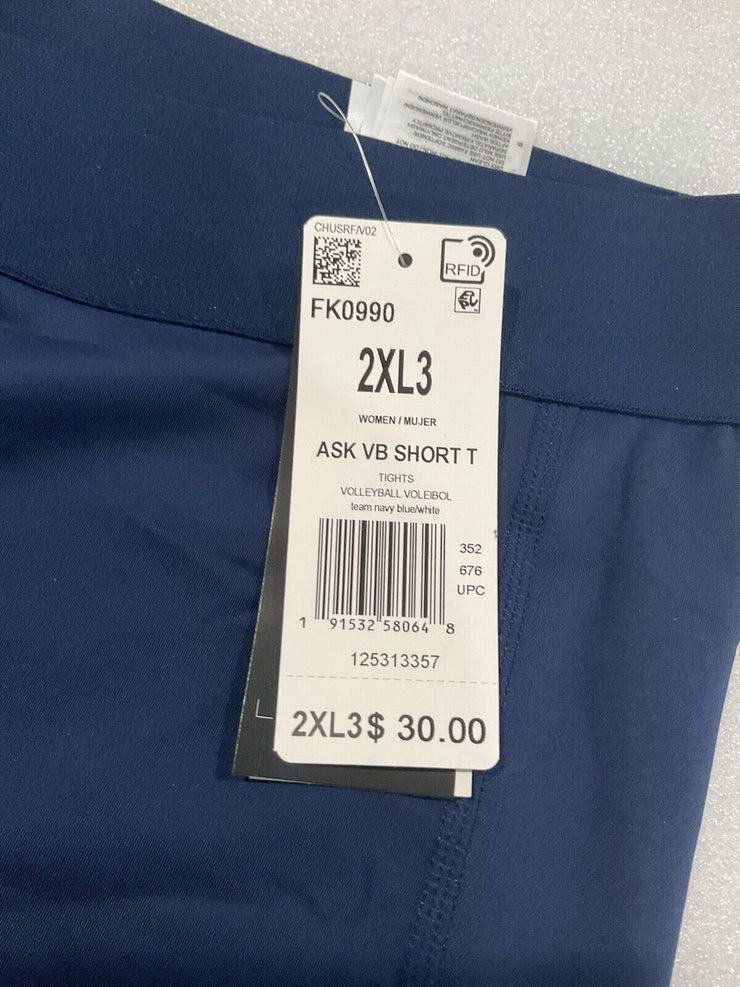 CHUSRF/V02
RFID
FK0990
2XL3
WOMEN / MUJER
ASK VB SHORT T
TIGHTS
VOLLEYBALL VOLEIBOL
team navy blue/white
352
676
UPC
1 91532 58064 8
125313357
2XL3$ 30.00